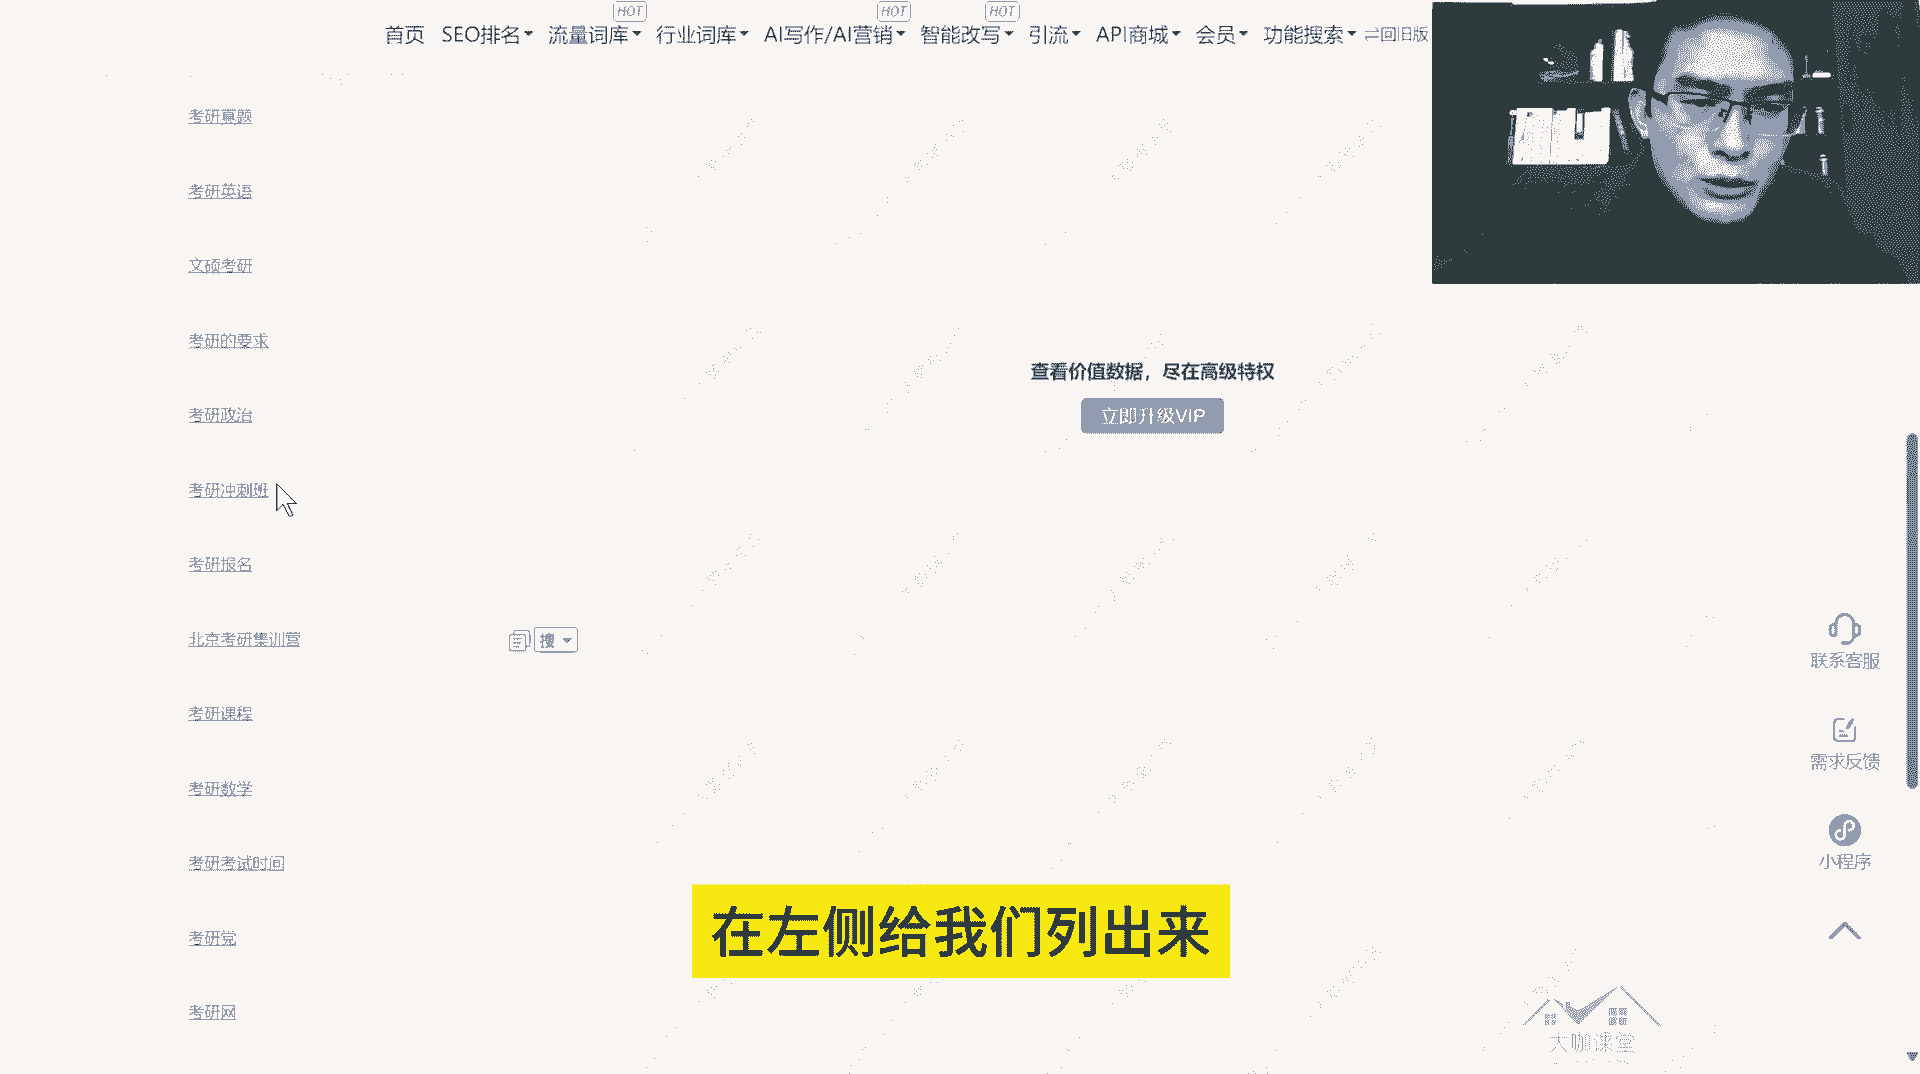 HOT
HOT
HOT
首页 SEO排名 流量词库 行业词库 AI写作/AI营销 智能改写 引流 API商城 会员 功能搜索 回旧版
考研真题
考研英语
文硕考研
考研的要求
查看价值数据，尽在高级特权
立即升级VIP
考研政治
考研冲刺班
考研报名
北京考研集训营
搜
联系客服
考研课程
需求反馈
考研数学
考研考试时间
小程序
考研党
在左侧给我们列出来
考研网
大咖课堂